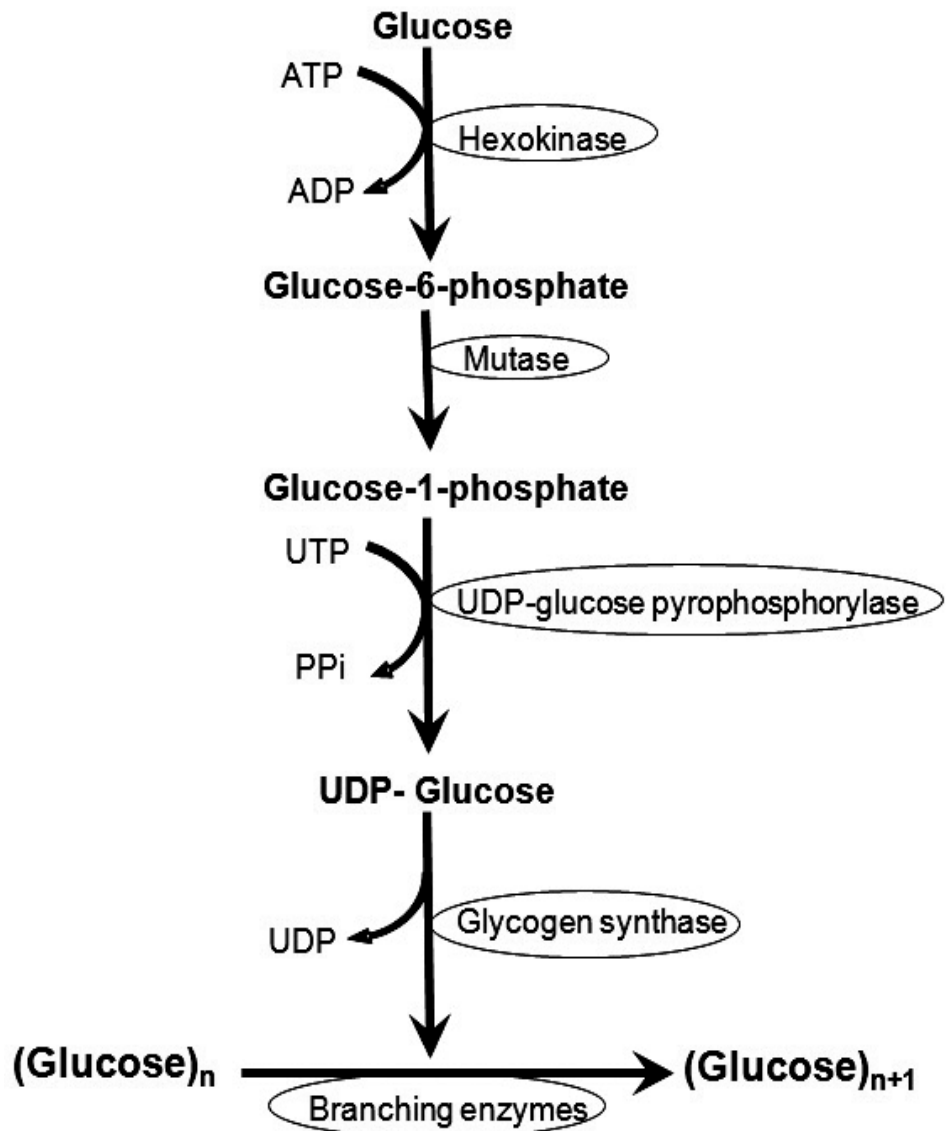 Glucose
ATP
Hexokinase
ADP
Glucose-6-phosphate
Mutase
Glucose-1-phosphate
UTP
UDP-glucose pyrophosphorylase
PPi
UDP- Glucose
Glycogen synthase
UDP
(Glucose)n
(Glucose)n+1
Branching enzymes